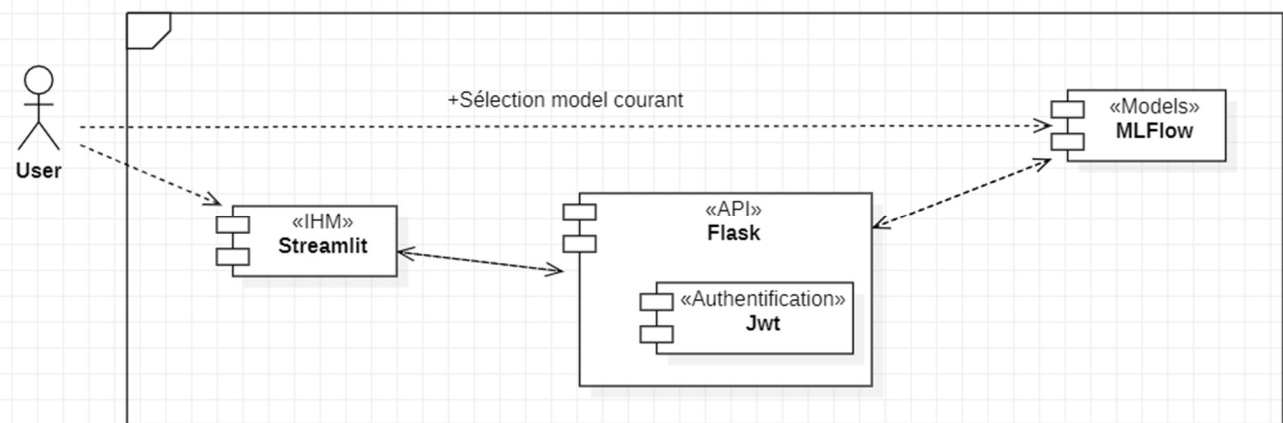 +Sélection model courant
«Models»
MLFlow
User
«IHM»
Streamlit
«API»
Flask
«Authentification»
Jwt